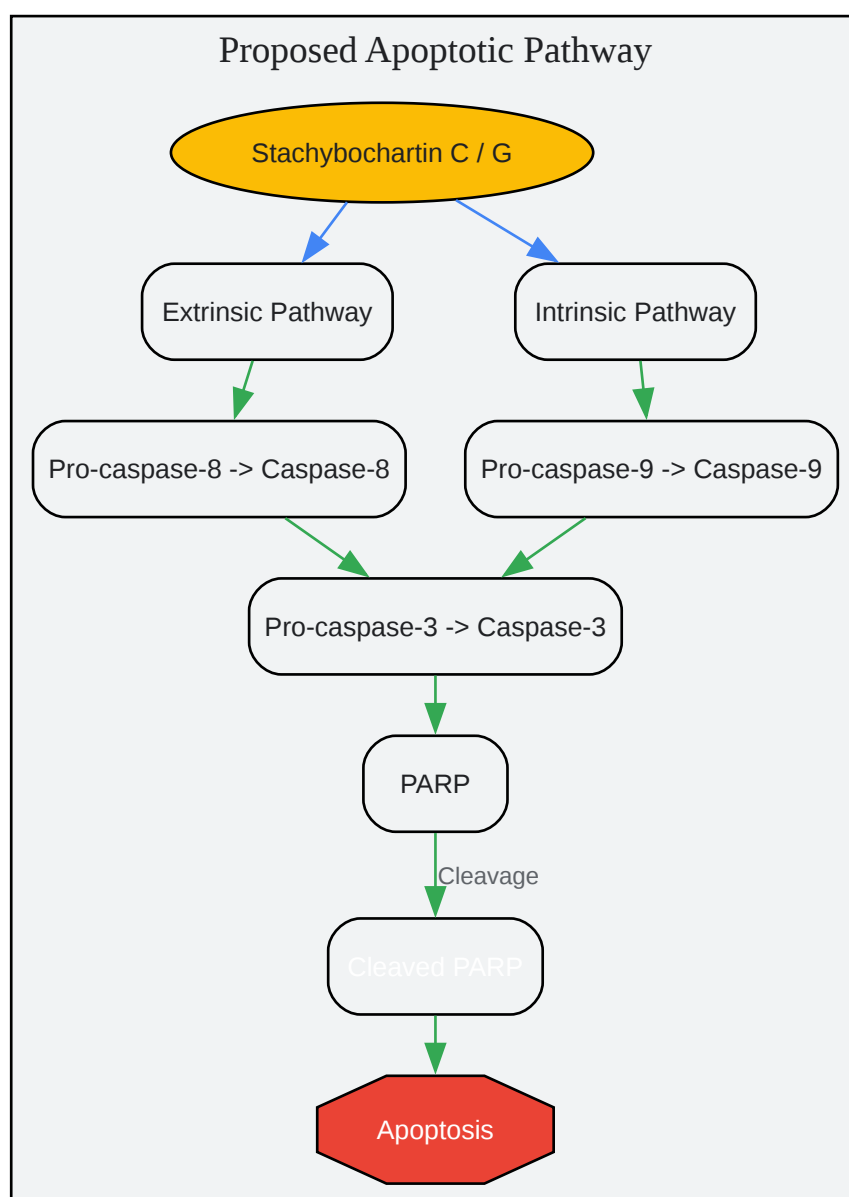 Proposed Apoptotic Pathway
Stachybochartin C / G
Extrinsic Pathway
Intrinsic Pathway
Pro-caspase-8 -> Caspase-8
Pro-caspase-9 -> Caspase-9
Pro-caspase-3 -> Caspase-3
PARP
Cleavage
Cleaved PARP
Apoptosis